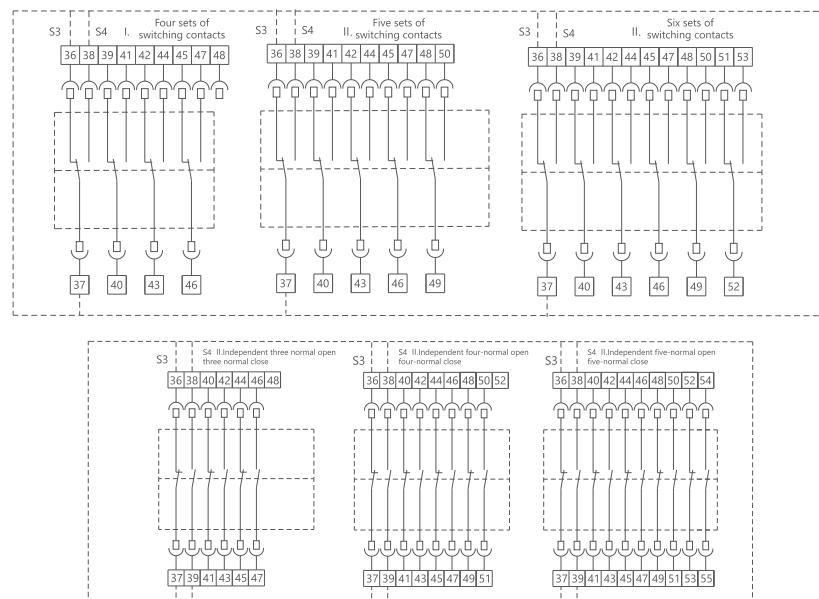 Four sets of
S3 S4 I. switching contacts
36 38 39 41 42 44 45 47 48
37 40 43 46
Five sets of
S3 S4 II. switching contacts
36 38 39 41 42 44 45 47 48 50
37 40 43 46 49
Six sets of
S3 S4 II. switching contacts
36 38 39 41 42 44 45 47 48 50 51 53
37 40 43 46 49 52
S3 S4 II.Independent three normal open
three normal close
36 38 40 42 44 46 48
37 39 41 43 45 47
S3 S4 II.Independent four-normal open
four-normal close
36 38 40 42 44 46 48 50 52
37 39 41 43 45 47 49 51
S3 S4 II.Independent five-normal open
five-normal close
36 38 40 42 44 46 48 50 52 54
37 39 41 43 45 47 49 51 53 55